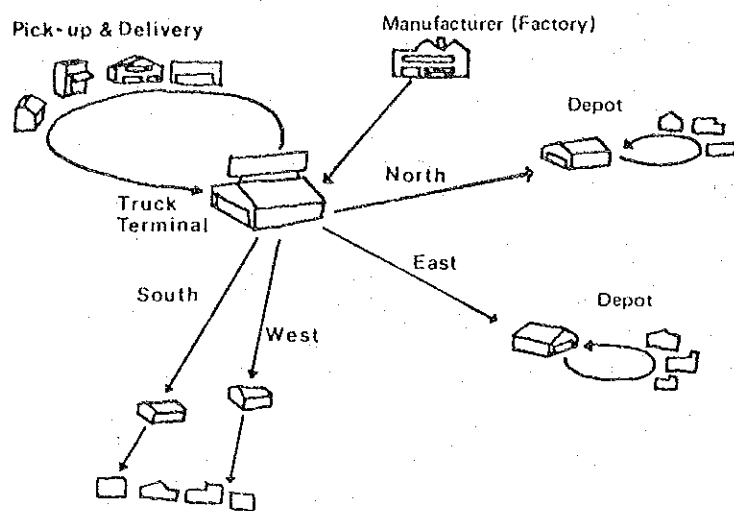 Pick-up & Delivery
Manufacturer (Factory)
Depot
North
Truck
Terminal
East
South
Depot
West